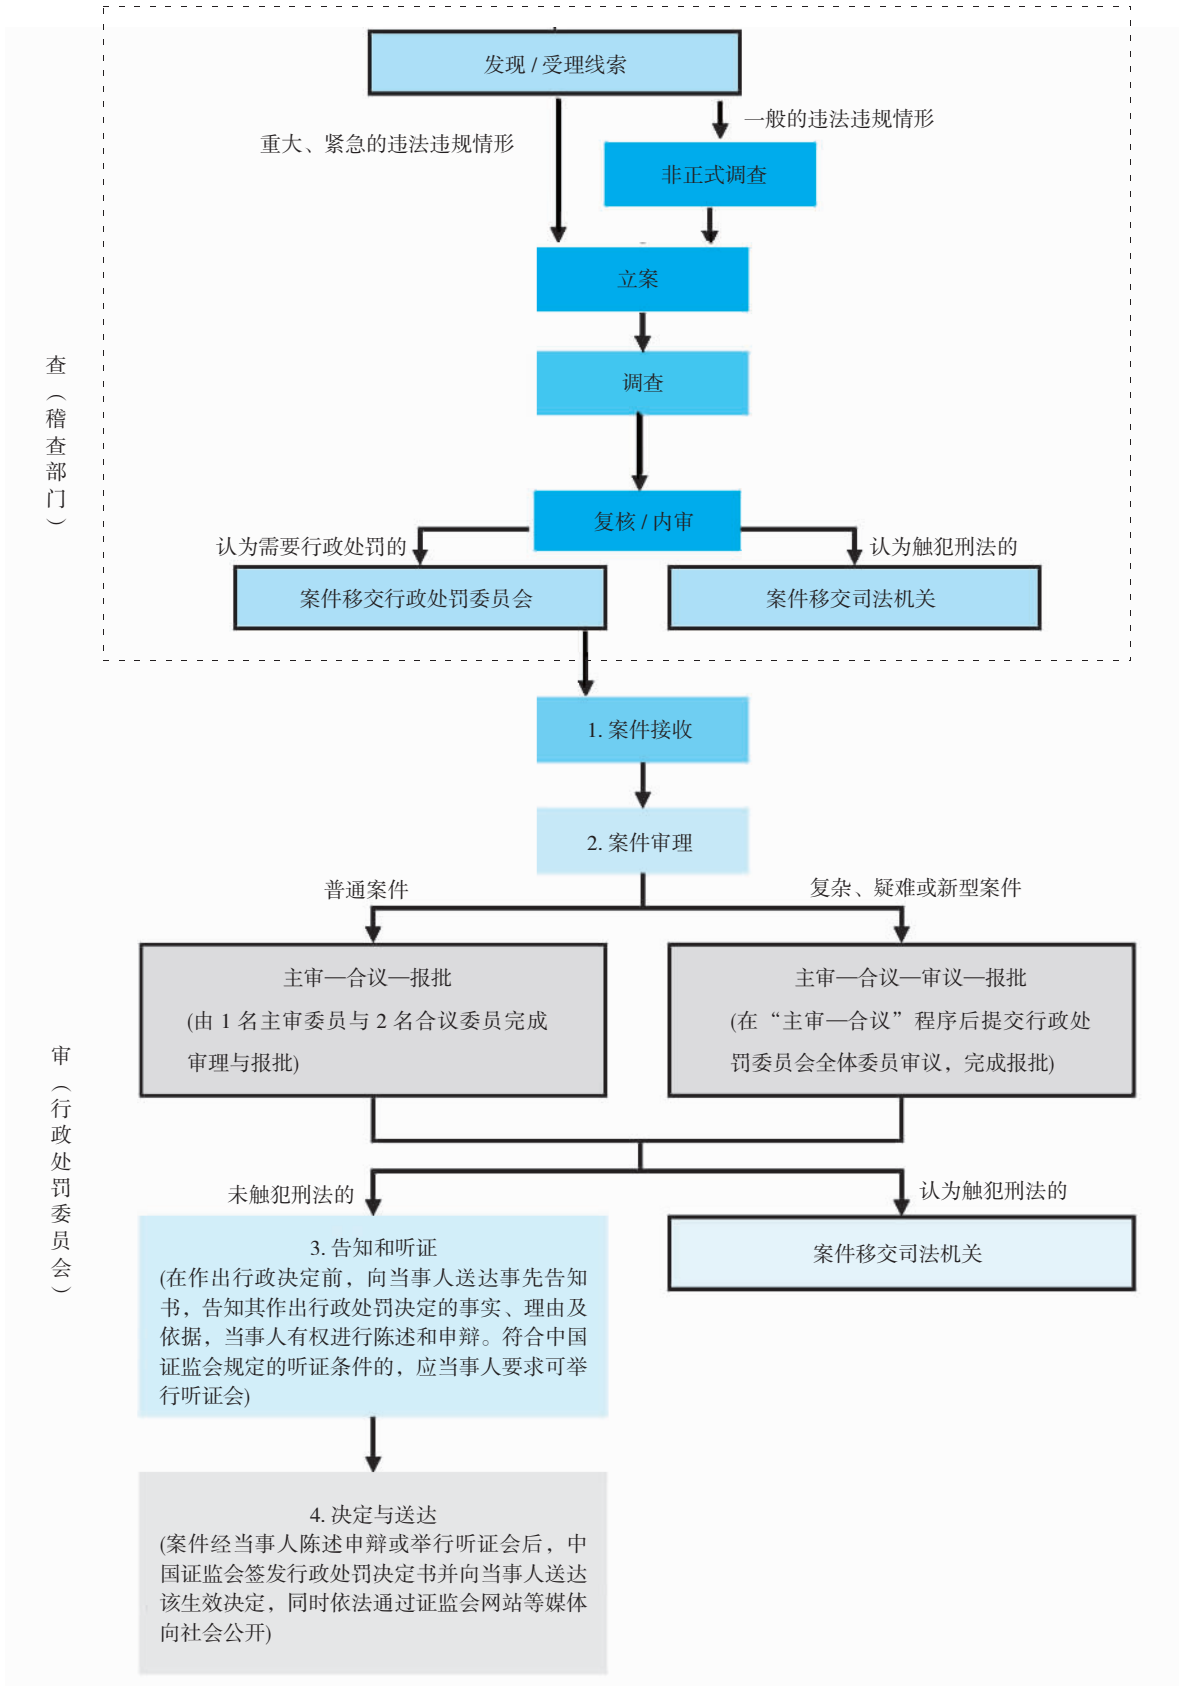 发现 / 受理线索
一般的违法违规情形
重大、紧急的违法违规情形
非正式调查
立案
调查
查（稽查部门）
复核 / 内审
认为需要行政处罚的
认为触犯刑法的
案件移交行政处罚委员会
案件移交司法机关
1. 案件接收
2. 案件审理
普通案件
复杂、疑难或新型案件
主审—合议—报批
(由 1 名主审委员与 2 名合议委员完成
审理与报批)
主审—合议—审议—报批
(在“主审—合议”程序后提交行政处
罚委员会全体委员审议，完成报批)
审（行政处罚委员会）
未触犯刑法的
认为触犯刑法的
3. 告知和听证
(在作出行政决定前，向当事人送达事先告知
书，告知其作出行政处罚决定的事实、理由及
依据，当事人有权进行陈述和申辩。符合中国
证监会规定的听证条件的，应当事人要求可举
行听证会)
案件移交司法机关
4. 决定与送达
(案件经当事人陈述申辩或举行听证会后，中
国证监会签发行政处罚决定书并向当事人送达
该生效决定，同时依法通过证监会网站等媒体
向社会公开)